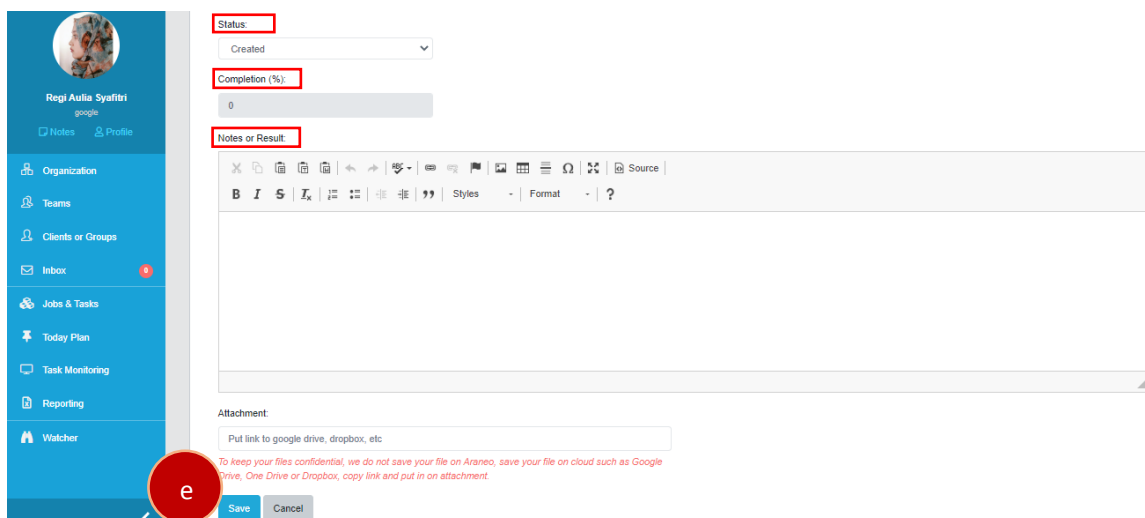 Regi Aulia Syafitri
google
Notes Profile
Organization
Teams
Clients or Groups
Inbox 0
Jobs & Tasks
Today Plan
Task Monitoring
Reporting
Watcher
Status:
Created
Completion (%):
0
Notes or Result:
Source
B I S Ix Styles Format ?
Attachment:
Put link to google drive, dropbox, etc
To keep your files confidential, we do not save your file on Araneo, save your file on cloud such as Google
Drive, One Drive or Dropbox, copy link and put in on attachment.
e
Save Cancel